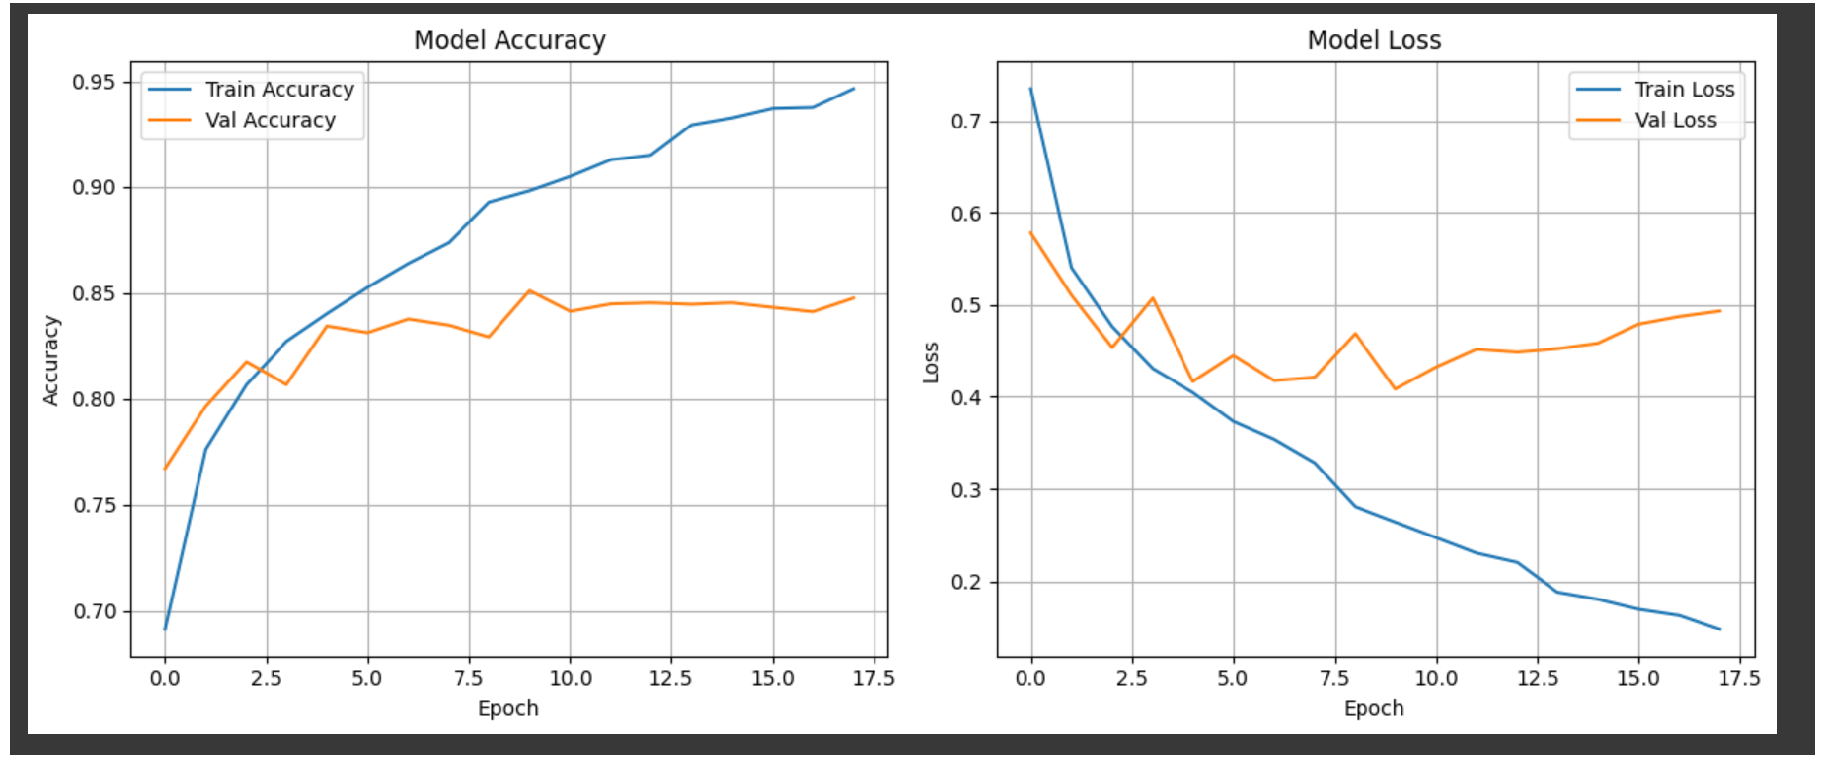 Model Accuracy
Train Accuracy
Val Accuracy
0.95
0.90
0.85
0.80
0.75
0.70
Accuracy
0.0 2.5 5.0 7.5 10.0 12.5 15.0 17.5
Epoch
Model Loss
Train Loss
Val Loss
0.7
0.6
0.5
0.4
0.3
0.2
Loss
0.0 2.5 5.0 7.5 10.0 12.5 15.0 17.5
Epoch